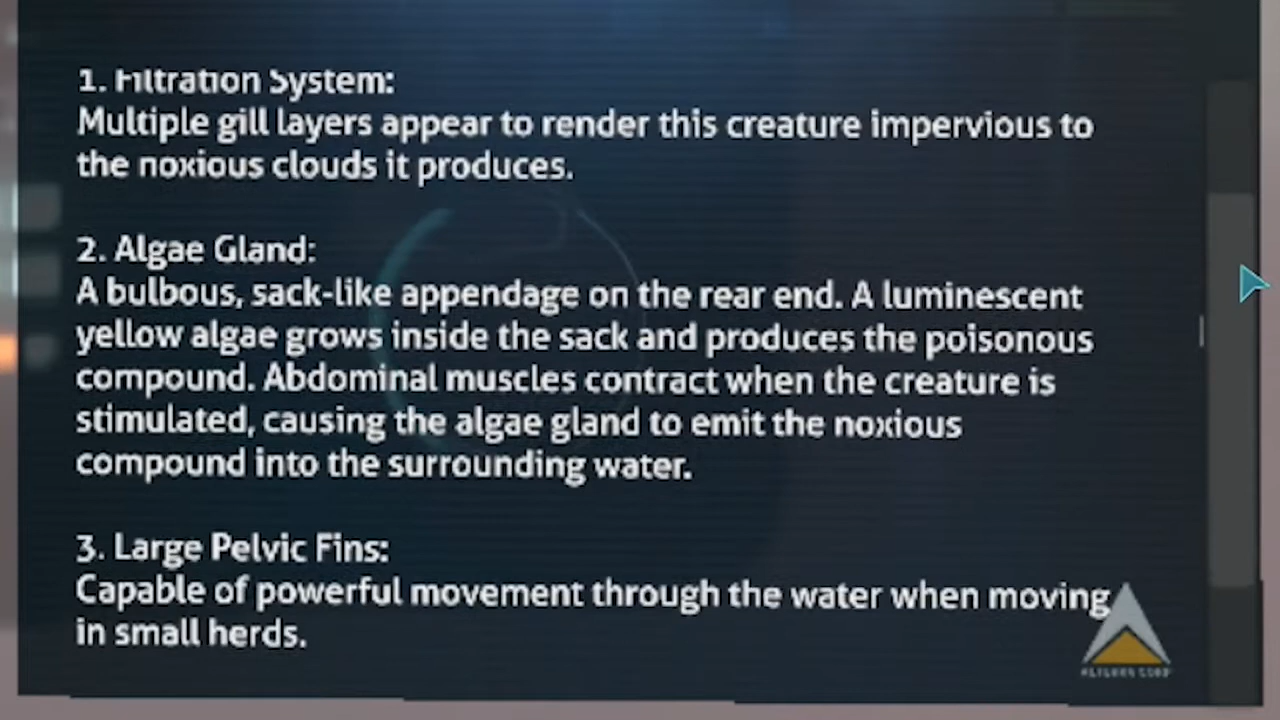 1. Filtration System:
Multiple gill layers appear to render this creature impervious to
the noxious clouds it produces.
2. Algae Gland:
A bulbous, sack-like appendage on the rear end. A luminescent
yellow algae grows inside the sack and produces the poisonous
compound. Abdominal muscles contract when the creature is
stimulated, causing the algae gland to emit the noxious
compound into the surrounding water.
3. Large Pelvic Fins:
Capable of powerful movement through the water when moving
in small herds.
ALTERRA CORP